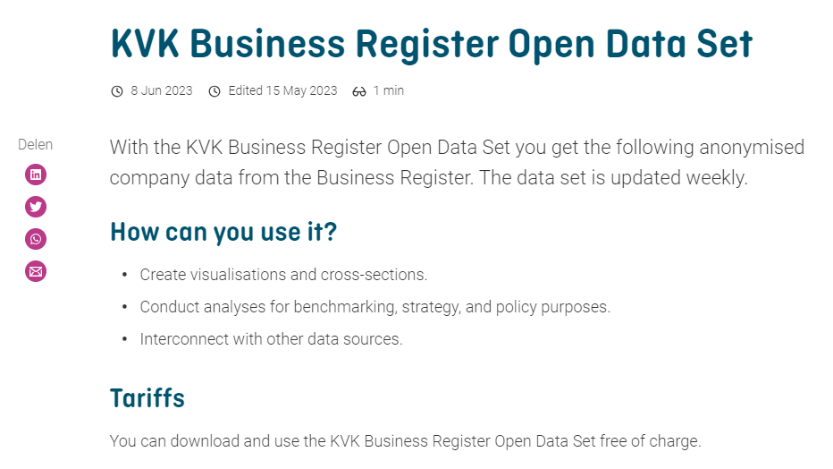 KVK Business Register Open Data Set
8 Jun 2023 Edited 15 May 2023 1 min
Delen
With the KVK Business Register Open Data Set you get the following anonymised
company data from the Business Register. The data set is updated weekly.
How can you use it?
• Create visualisations and cross-sections.
• Conduct analyses for benchmarking, strategy, and policy purposes.
• Interconnect with other data sources.
Tariffs
You can download and use the KVK Business Register Open Data Set free of charge.